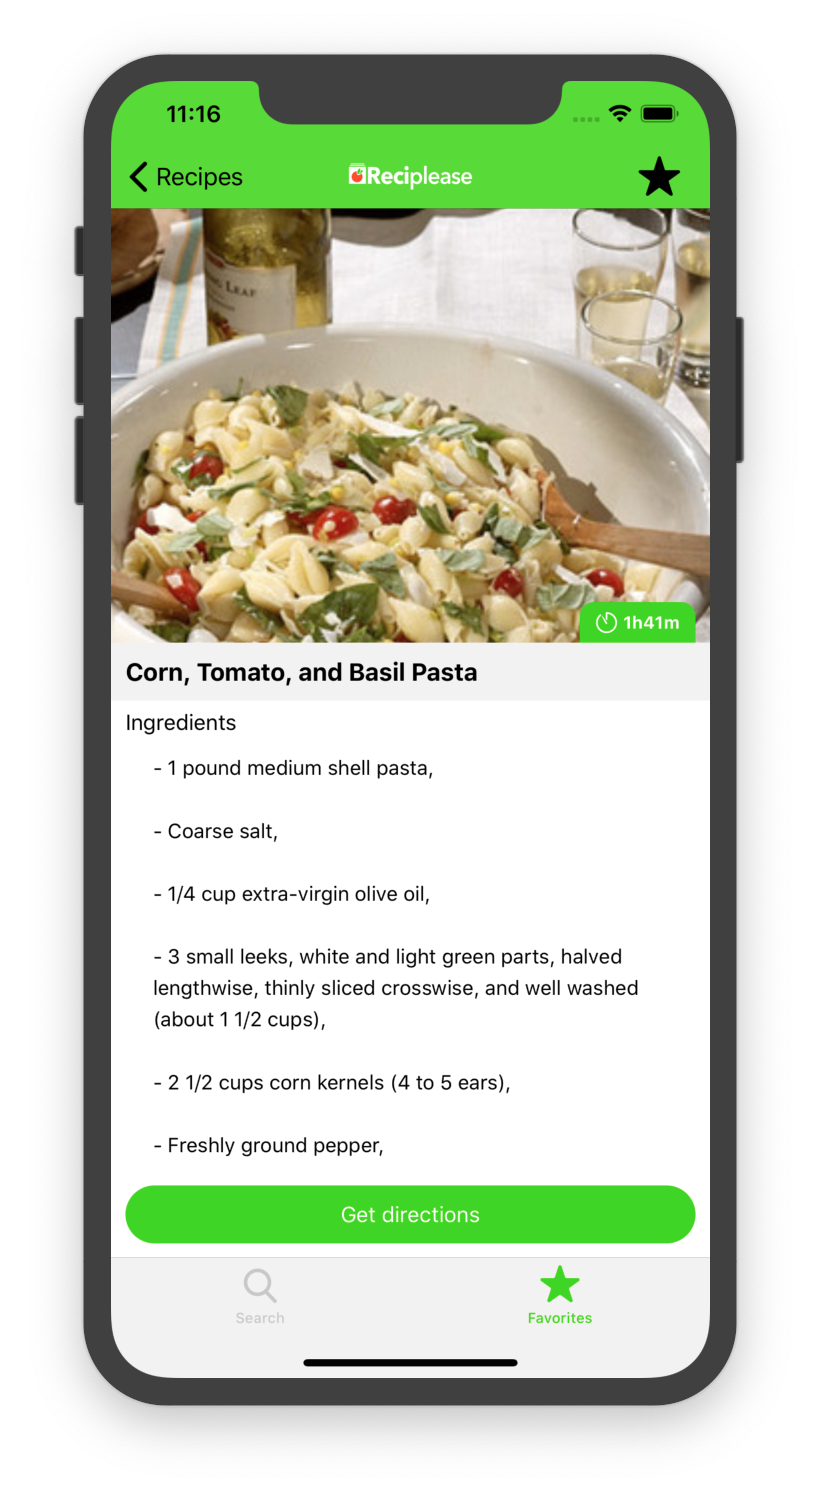 11:16
Recipes
Reciplease
LEAF
1h41m
Corn, Tomato, and Basil Pasta
Ingredients
- 1 pound medium shell pasta,
- Coarse salt,
- 1/4 cup extra-virgin olive oil,
- 3 small leeks, white and light green parts, halved
lengthwise, thinly sliced crosswise, and well washed
(about 1 1/2 cups),
- 2 1/2 cups corn kernels (4 to 5 ears),
- Freshly ground pepper,
Get directions
Search
Favorites